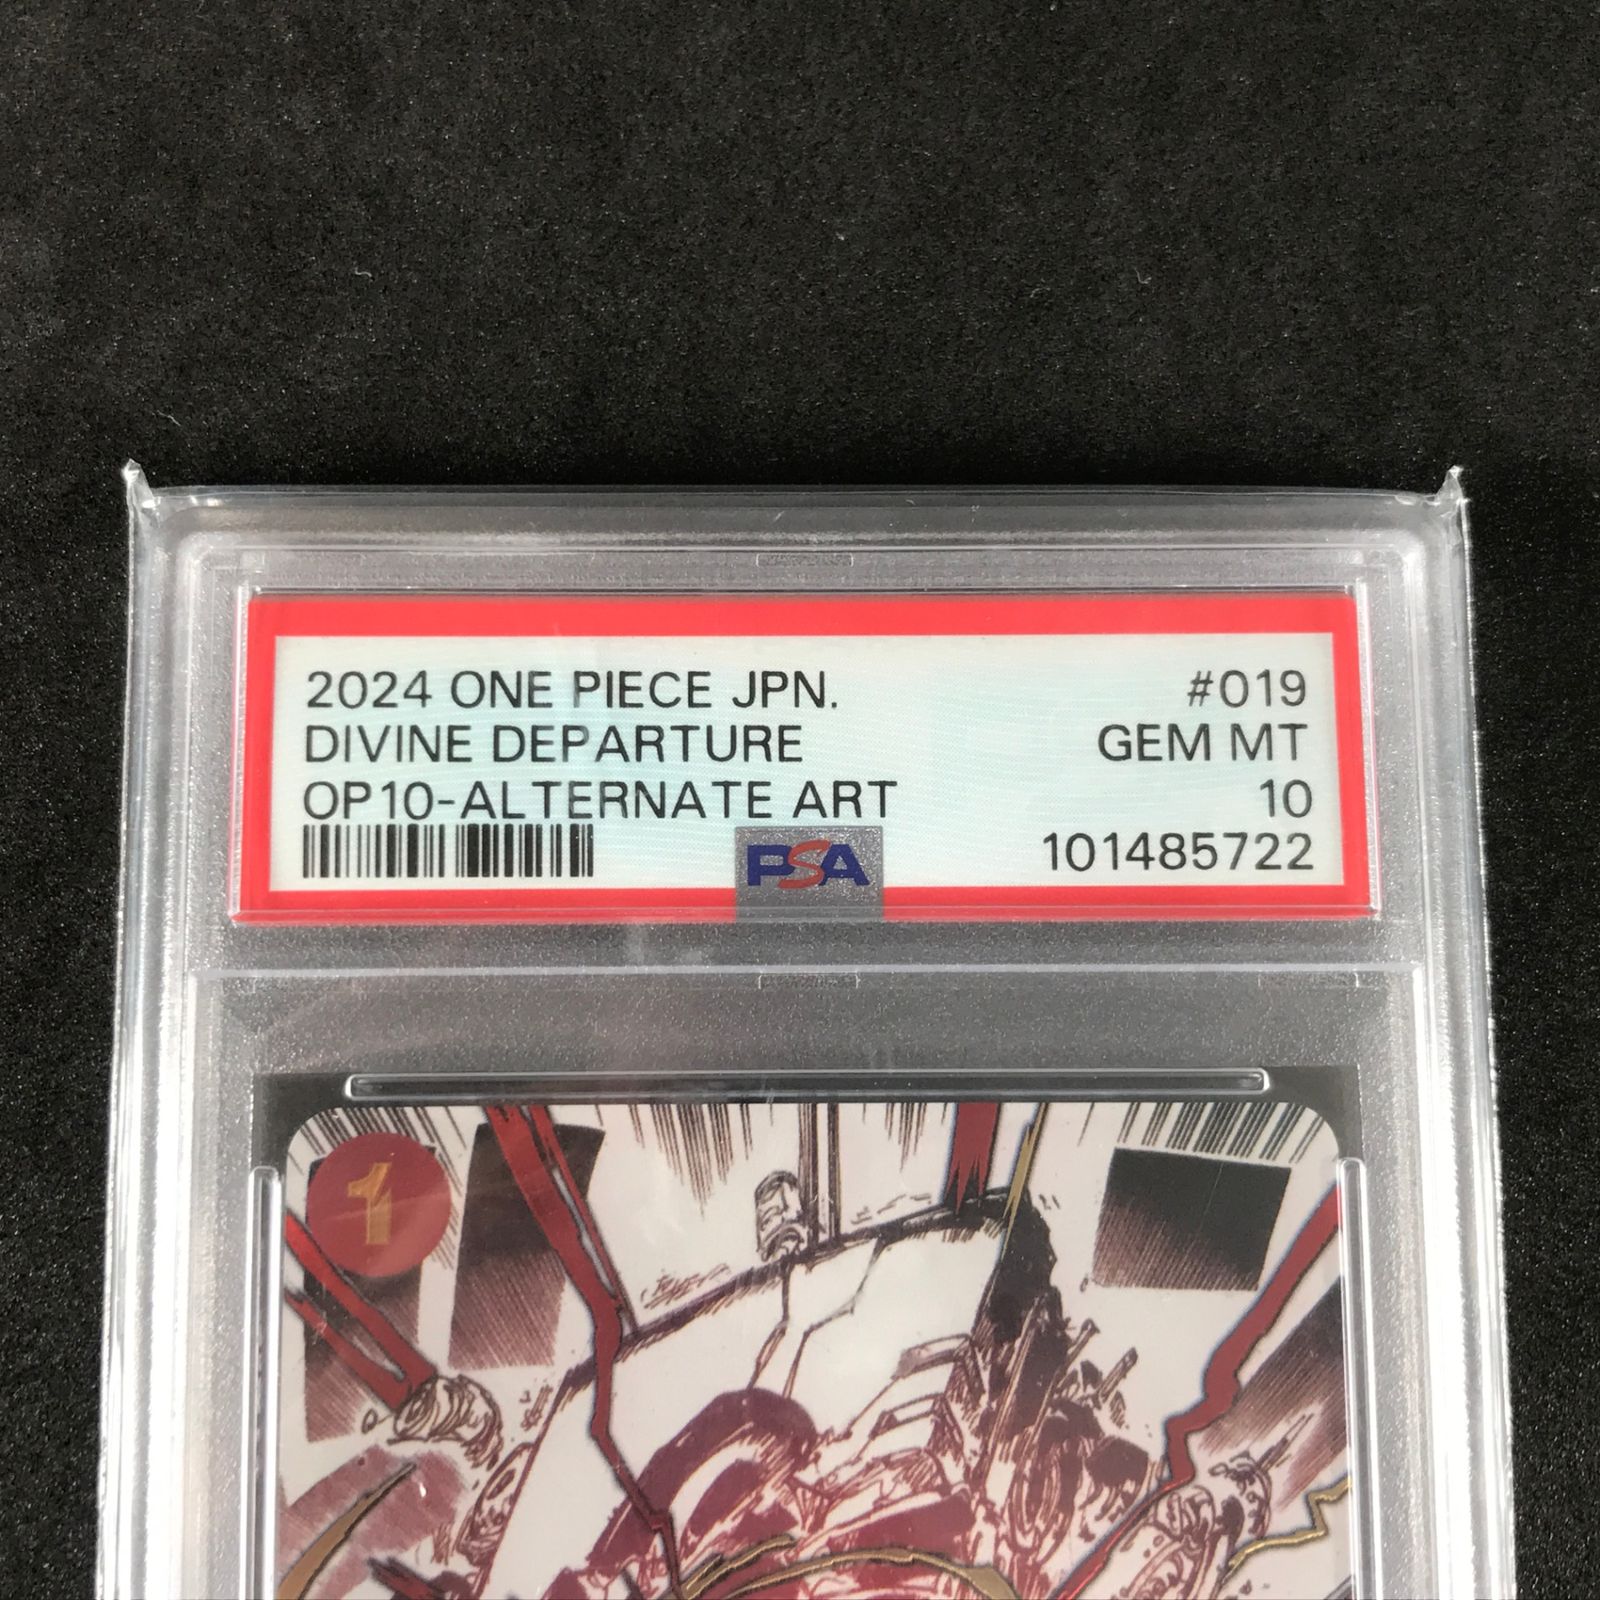 2024 ONE PIECE JPN. #019
DIVINE DEPARTURE GEM MT
OP10-ALTERNATE ART 10
PSA 101485722
1